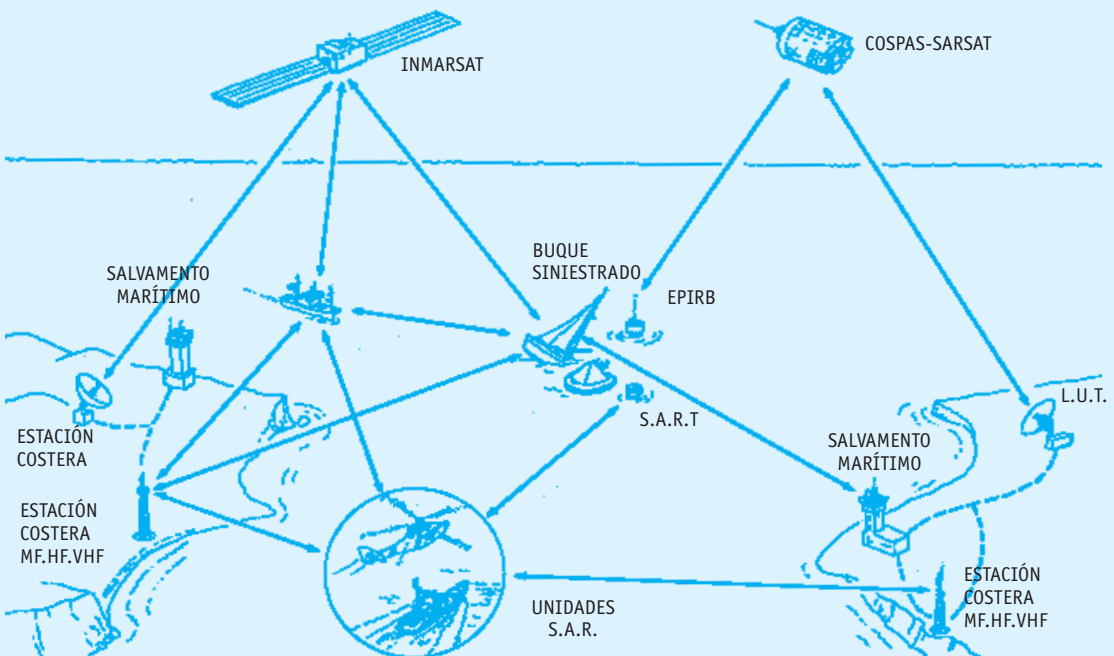 INMARSAT
COSPAS-SARSAT
SALVAMENTO
MARÍTIMO
BUQUE
SINIESTRADO
EPIRB
ESTACIÓN
COSTERA
S.A.R.T
L.U.T.
SALVAMENTO
MARÍTIMO
ESTACIÓN
COSTERA
MF.HF.VHF
UNIDADES
S.A.R.
ESTACIÓN
COSTERA
MF.HF.VHF